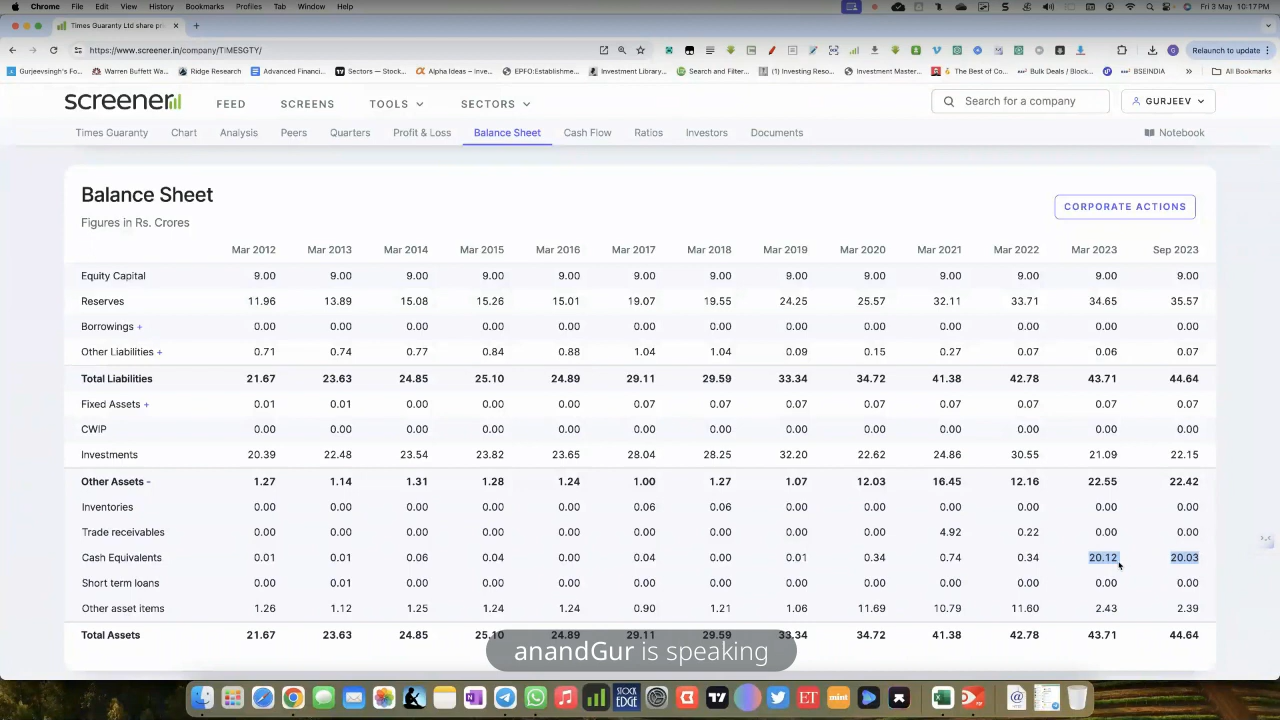 Chrome File Edit View History Bookmarks Profiles Tab Window Help Fri 3 May 10:17 PM
Times Guaranty Ltd share pri
https://www.screener.in/company/TIMESGTY/ Relaunch to update
Gurjeevsingh's Fo... Warren Buffett Wa... Ridge Research Advanced Financi... Sectors — Stock... Alpha Ideas – Inve... EPFO:Establishme... Investment Library... Search and Filter... (1) Investing Reso... Investment Master... The Best of Co... Bulk Deals / Block... BSEINDIA All Bookmarks
screener FEED SCREENS TOOLS SECTORS Search for a company GURJEEV
Times Guaranty Chart Analysis Peers Quarters Profit & Loss Balance Sheet Cash Flow Ratios Investors Documents Notebook
Balance Sheet
CORPORATE ACTIONS
Figures in Rs. Crores
Mar 2012 Mar 2013 Mar 2014 Mar 2015 Mar 2016 Mar 2017 Mar 2018 Mar 2019 Mar 2020 Mar 2021 Mar 2022 Mar 2023 Sep 2023
Equity Capital 9.00 9.00 9.00 9.00 9.00 9.00 9.00 9.00 9.00 9.00 9.00 9.00 9.00
Reserves 11.96 13.89 15.08 15.26 15.01 19.07 19.55 24.25 25.57 32.11 33.71 34.65 35.57
Borrowings + 0.00 0.00 0.00 0.00 0.00 0.00 0.00 0.00 0.00 0.00 0.00 0.00 0.00
Other Liabilities + 0.71 0.74 0.77 0.84 0.88 1.04 1.04 0.09 0.15 0.27 0.07 0.06 0.07
Total Liabilities 21.67 23.63 24.85 25.10 24.89 29.11 29.59 33.34 34.72 41.38 42.78 43.71 44.64
Fixed Assets + 0.01 0.01 0.00 0.00 0.00 0.07 0.07 0.07 0.07 0.07 0.07 0.07 0.07
CWIP 0.00 0.00 0.00 0.00 0.00 0.00 0.00 0.00 0.00 0.00 0.00 0.00 0.00
Investments 20.39 22.48 23.54 23.82 23.65 28.04 28.25 32.20 22.62 24.86 30.55 21.09 22.15
Other Assets - 1.27 1.14 1.31 1.28 1.24 1.00 1.27 1.07 12.03 16.45 12.16 22.55 22.42
Inventories 0.00 0.00 0.00 0.00 0.00 0.06 0.06 0.00 0.00 0.00 0.00 0.00 0.00
Trade receivables 0.00 0.00 0.00 0.00 0.00 0.00 0.00 0.00 0.00 4.92 0.22 0.00 0.00
Cash Equivalents 0.01 0.01 0.06 0.04 0.00 0.04 0.00 0.01 0.34 0.74 0.34 20.12 20.03
Short term loans 0.00 0.01 0.00 0.00 0.00 0.00 0.00 0.00 0.00 0.00 0.00 0.00 0.00
Other asset items 1.26 1.12 1.25 1.24 1.24 0.90 1.21 1.06 11.69 10.79 11.60 2.43 2.39
Total Assets 21.67 23.63 24.85 25.10 24.89 29.11 29.59 33.34 34.72 41.38 42.78 43.71 44.64
anandGur is speaking
STOCK EDGE ET mint